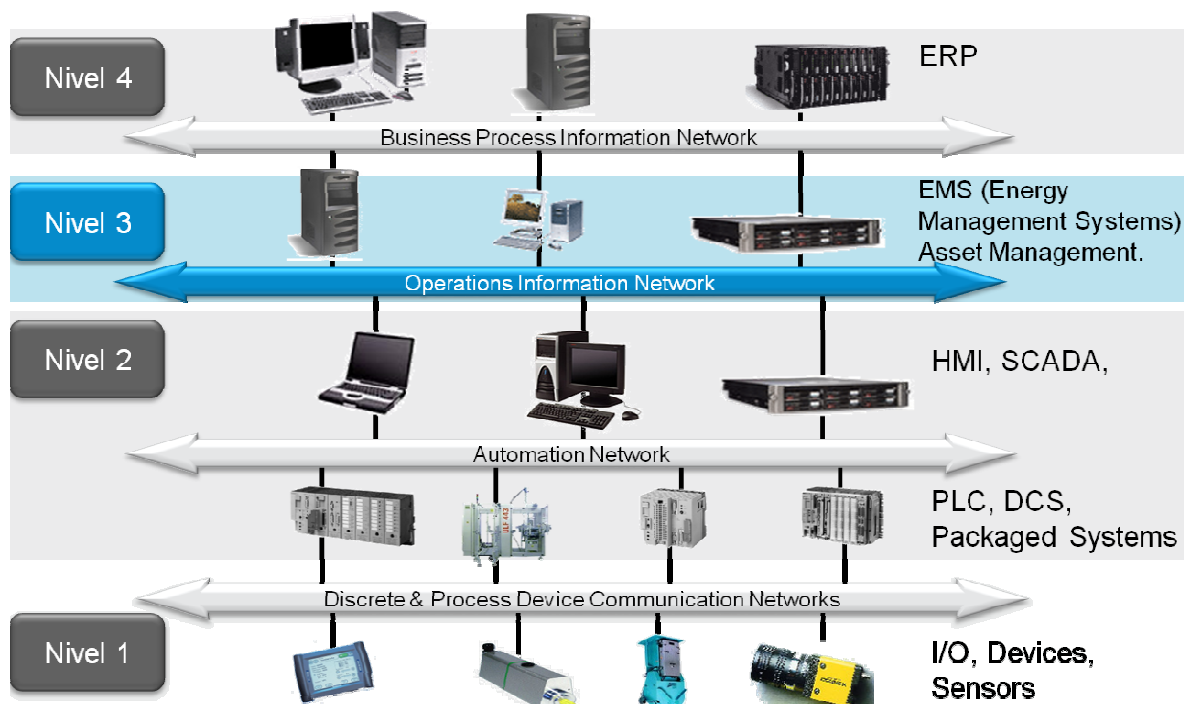 Nivel 4
ERP
Business Process Information Network
Nivel 3
EMS (Energy
Management Systems)
Asset Management.
Operations Information Network
Nivel 2
HMI, SCADA,
Automation Network
PLC, DCS,
Packaged Systems
Discrete & Process Device Communication Networks
Nivel 1
I/O, Devices,
Sensors